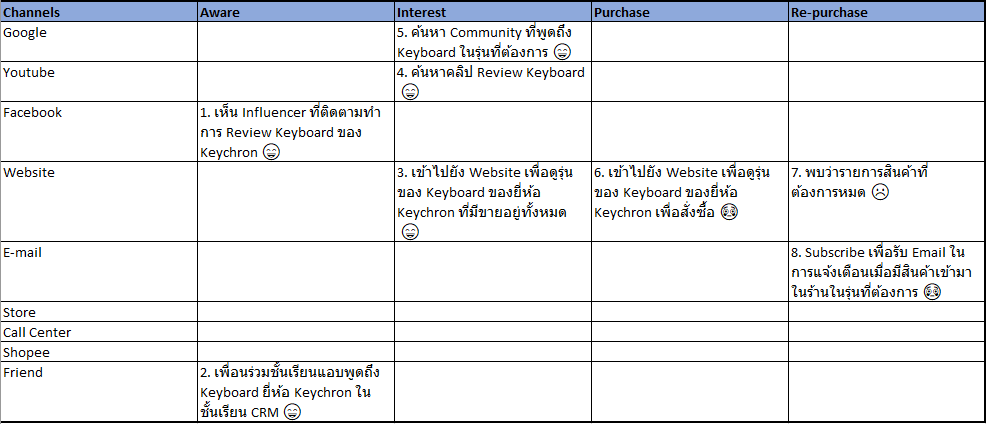 Channels Aware Interest Purchase Re-purchase
Google
5. ค้นหา Community ที่พูดถึง
Keyboard ในรุ่นที่ต้องการ 😄
Youtube
4. ค้นหาคลิป Review Keyboard
😄
Facebook
1. เห็น Influencer ที่ติดตามทำ
การ Review Keyboard ของ
Keychron 😄
Website
3. เข้าไปยัง Website เพื่อดูรุ่น
ของ Keyboard ของยี่ห้อ
Keychron ที่มีขายอยู่ทั้งหมด
😄
6. เข้าไปยัง Website เพื่อดูรุ่น
ของ Keyboard ของยี่ห้อ
Keychron เพื่อสั่งซื้อ 🤩
7. พบว่ารายการสินค้าที่
ต้องการหมด ☹
E-mail
8. Subscribe เพื่อรับ Email ใน
การแจ้งเตือนเมื่อมีสินค้าเข้ามา
ในร้านในรุ่นที่ต้องการ 🤩
Store
Call Center
Shopee
Friend
2. เพื่อนร่วมชั้นเรียนแอบพูดถึง
Keyboard ยี่ห้อ Keychron ใน
ชั้นเรียน CRM 😄